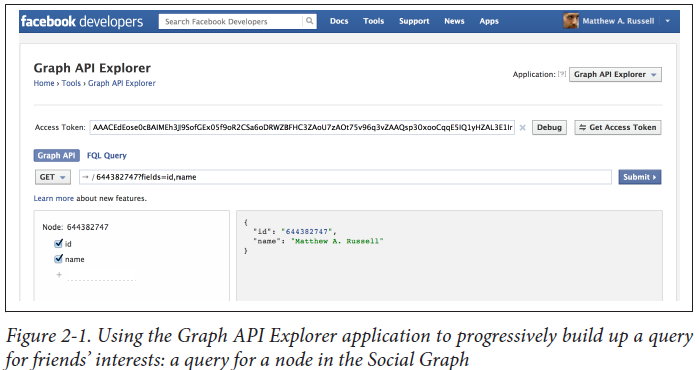 facebook developers Search Facebook Developers Docs Tools Support News Apps Matthew A. Russell
Graph API Explorer
Home › Tools › Graph API Explorer
Application: [?] Graph API Explorer
Access Token: Debug Get Access Token
Graph API FQL Query
GET → / 644382747?fields=id,name Submit
Learn more about new features.
Node: 644382747
id
name
+
{
"id": "644382747",
"name": "Matthew A. Russell"
}
Figure 2-1. Using the Graph API Explorer application to progressively build up a query
for friends’ interests: a query for a node in the Social Graph